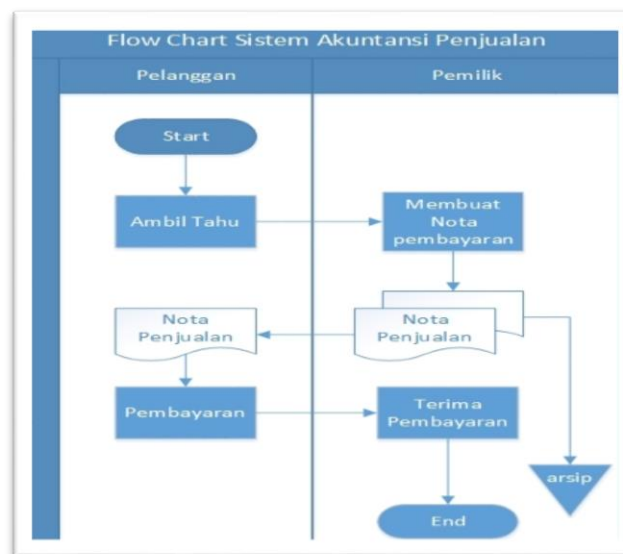 Flow Chart Sistem Akuntansi Penjualan
Pelanggan
Pemilik
Start
Ambil Tahu
Membuat
Nota
pembayaran
Nota
Penjualan
Nota
Penjualan
Pembayaran
Terima
Pembayaran
arsip
End